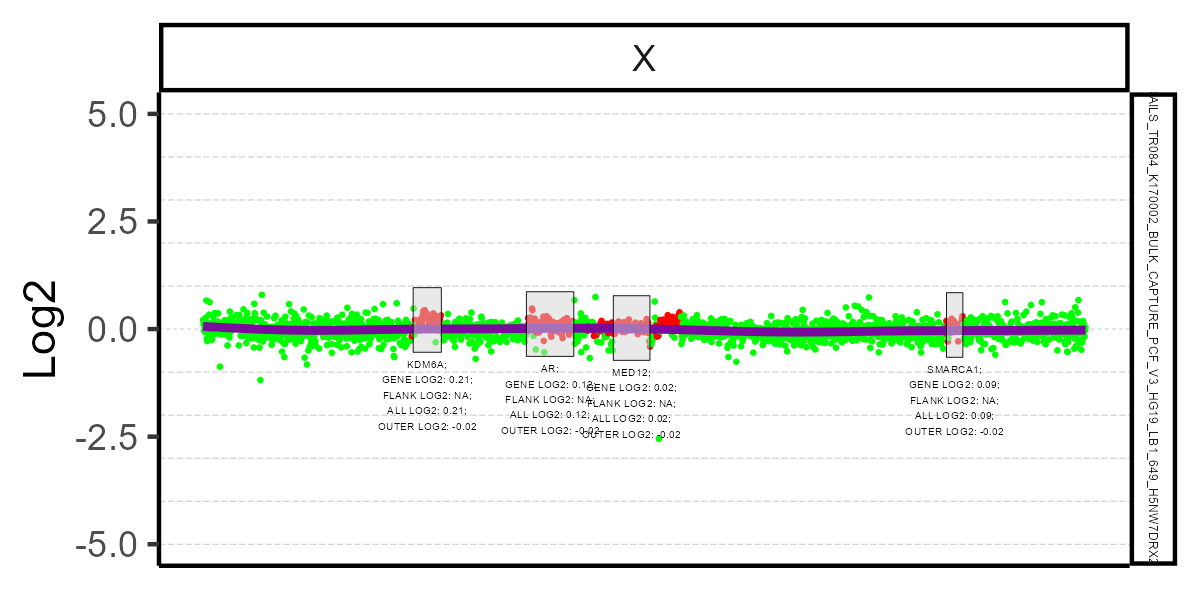 X
5.0
2.5
0.0
-2.5
-5.0
Log2
KDM6A;
GENE LOG2: 0.21;
FLANK LOG2: NA;
ALL LOG2: 0.21;
OUTER LOG2: -0.02
AR;
GENE LOG2: 0.12;
FLANK LOG2: NA;
ALL LOG2: 0.12;
OUTER LOG2: -0.02
MED12;
GENE LOG2: 0.02;
FLANK LOG2: NA;
ALL LOG2: 0.02;
OUTER LOG2: -0.02
SMARCA1;
GENE LOG2: 0.09;
FLANK LOG2: NA;
ALL LOG2: 0.09;
OUTER LOG2: -0.02
AILS_TR084_K170002_BULK_CAPTURE_PCF_V3_HG19_LB1_649_H5NW7DRX2